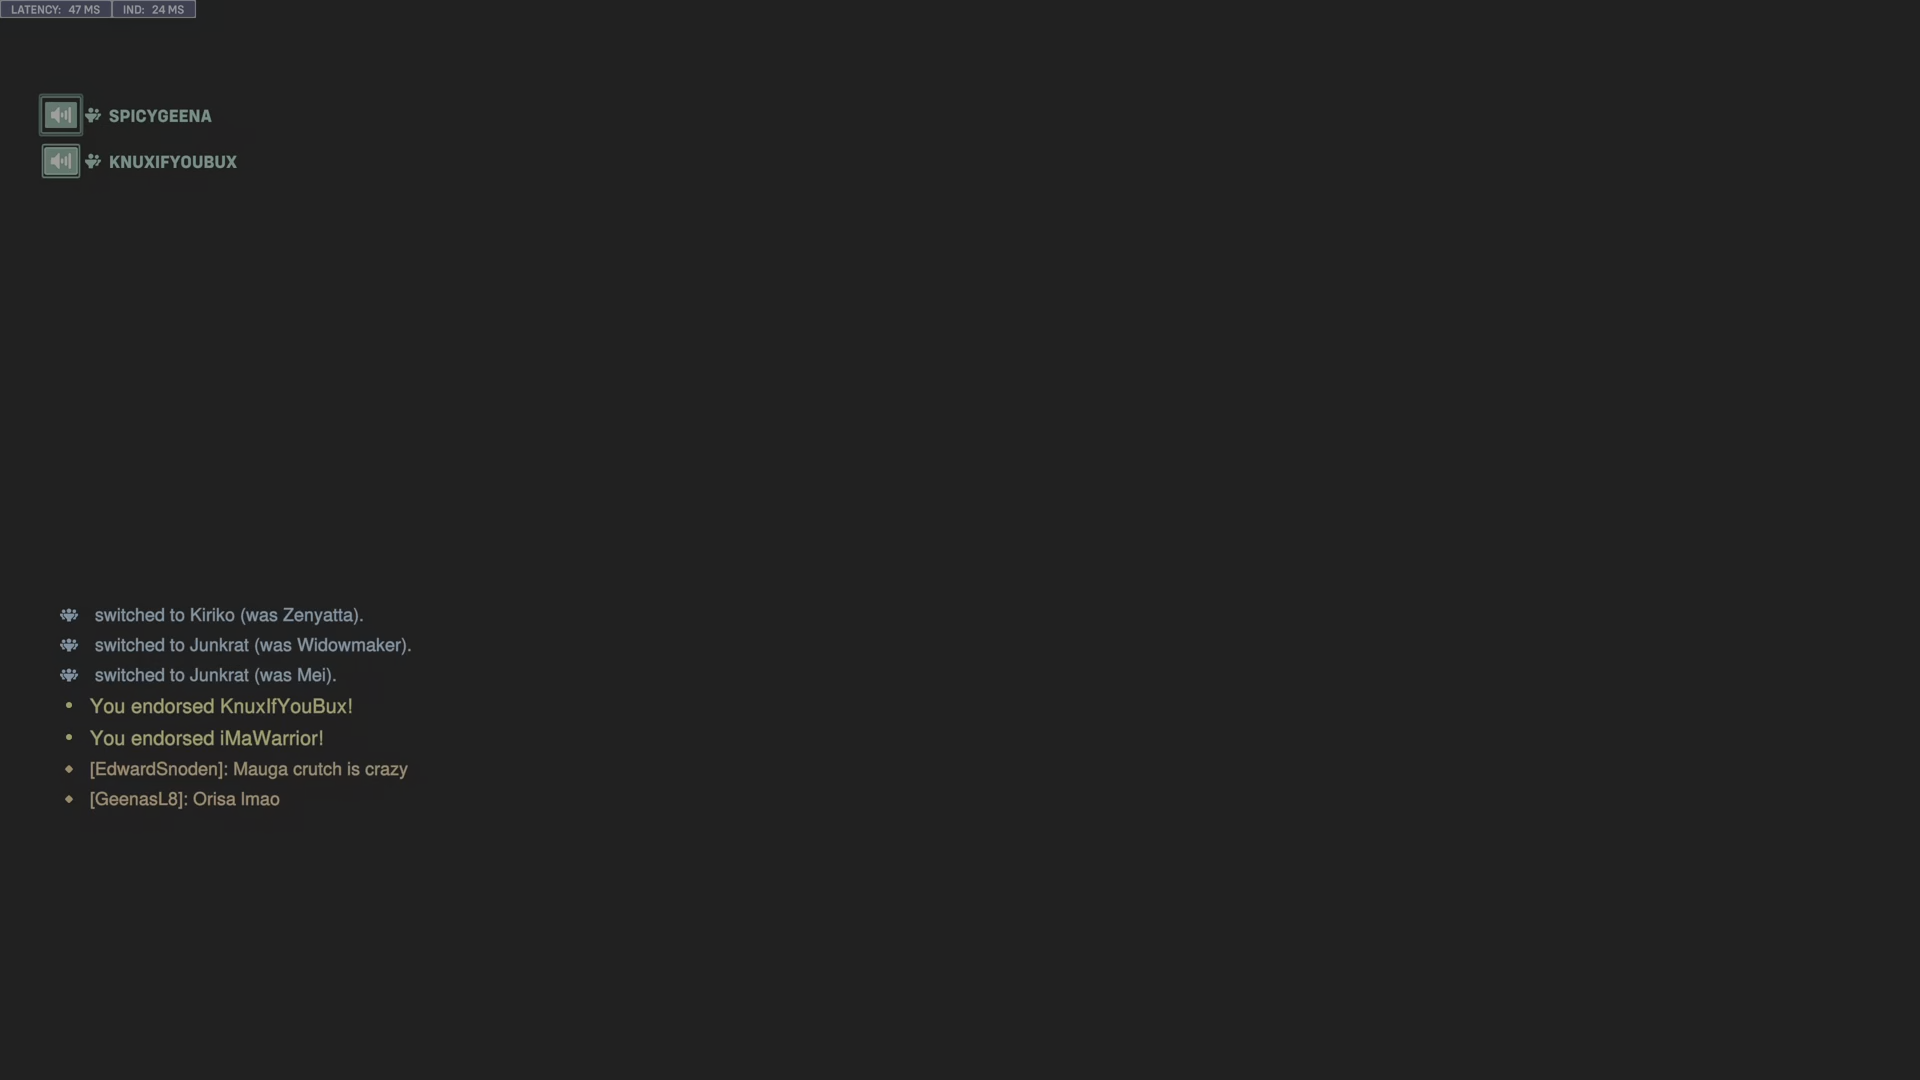 LATENCY: 47 MS IND: 24 MS
SPICYGEENA
KNUXIFYOUBUX
switched to Kiriko (was Zenyatta).
switched to Junkrat (was Widowmaker).
switched to Junkrat (was Mei).
• You endorsed KnuxIfYouBux!
• You endorsed iMaWarrior!
[EdwardSnoden]: Mauga crutch is crazy
[GeenasL8]: Orisa lmao